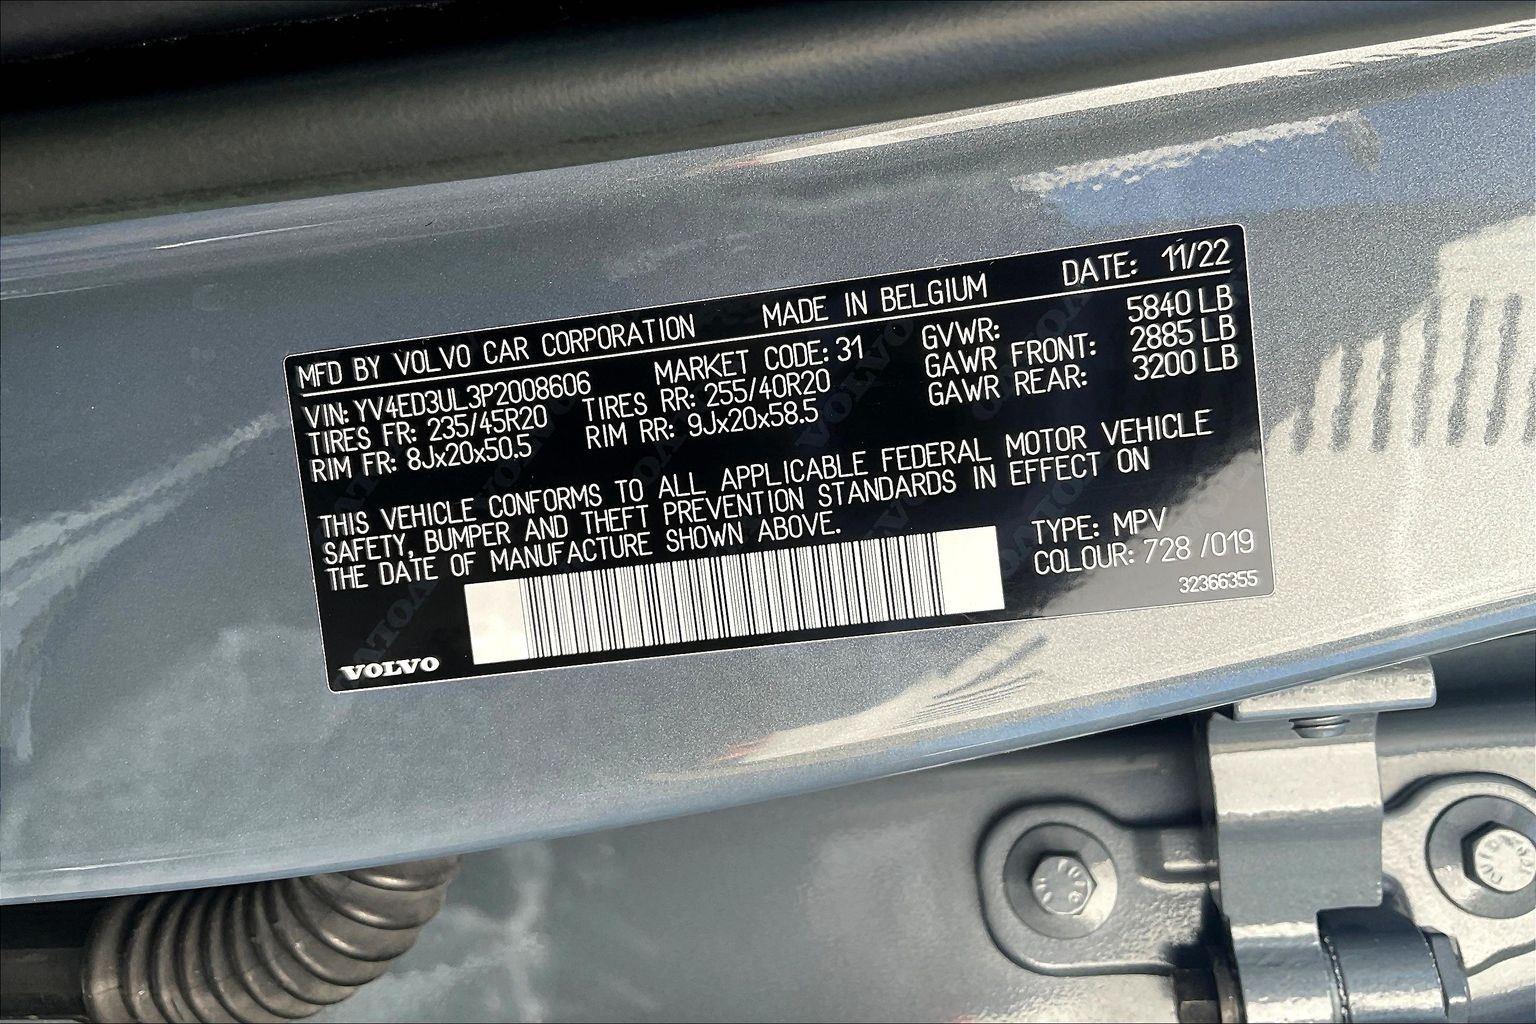 MFD BY VOLVO CAR CORPORATION MADE IN BELGIUM DATE: 11/22
VIN: YV4ED3UL3P2008606 MARKET CODE: 31 GVWR: 5840 LB
TIRES FR: 235/45R20 TIRES RR: 255/40R20 GAWR FRONT: 2885 LB
RIM FR: 8Jx20x50.5 RIM RR: 9Jx20x58.5 GAWR REAR: 3200 LB
THIS VEHICLE CONFORMS TO ALL APPLICABLE FEDERAL MOTOR VEHICLE
SAFETY, BUMPER AND THEFT PREVENTION STANDARDS IN EFFECT ON
THE DATE OF MANUFACTURE SHOWN ABOVE.
TYPE: MPV
COLOUR: 728 /019
32366355
VOLVO